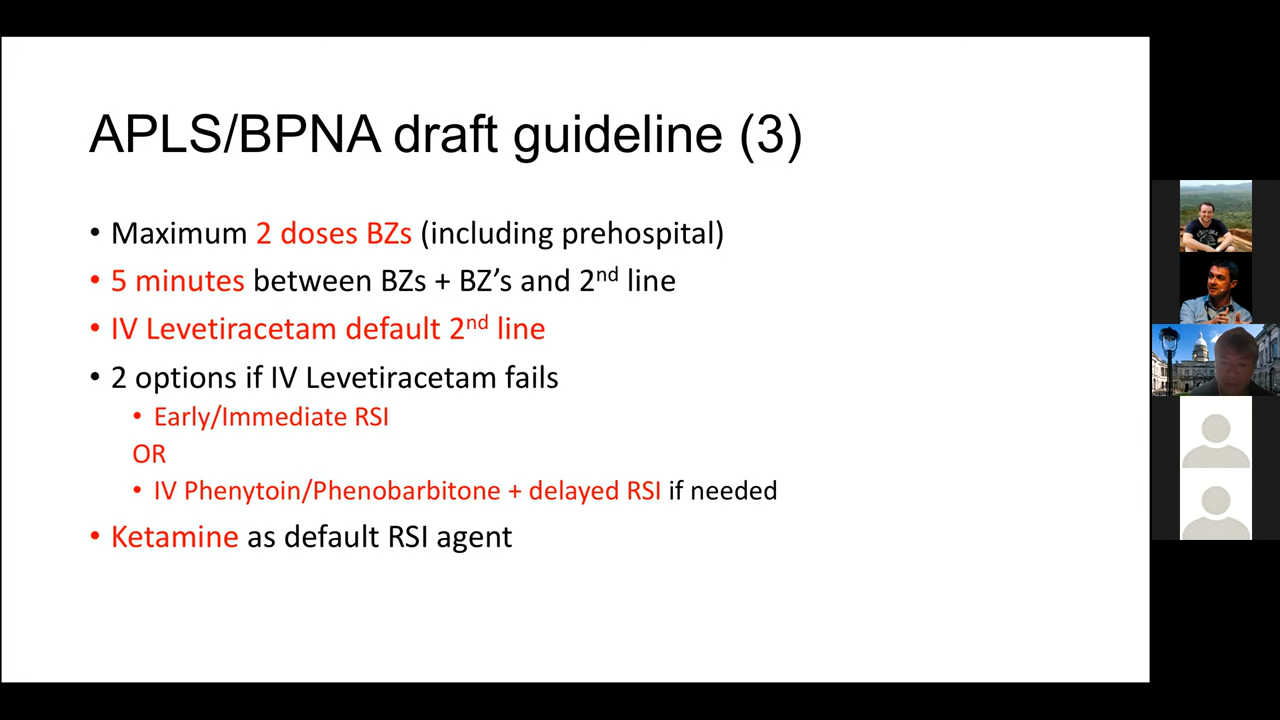 APLS/BPNA draft guideline (3)
• Maximum 2 doses BZs (including prehospital)
• 5 minutes between BZs + BZ’s and 2nd line
• IV Levetiracetam default 2nd line
• 2 options if IV Levetiracetam fails
• Early/Immediate RSI
OR
• IV Phenytoin/Phenobarbitone + delayed RSI if needed
• Ketamine as default RSI agent